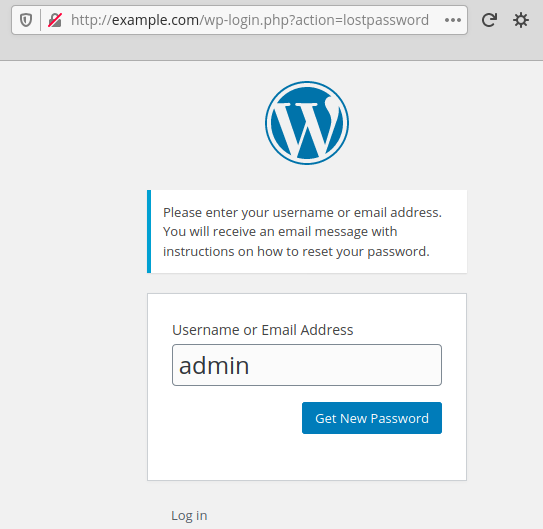 http://example.com/wp-login.php?action=lostpassword
Please enter your username or email address.
You will receive an email message with
instructions on how to reset your password.
Username or Email Address
admin
Get New Password
Log in